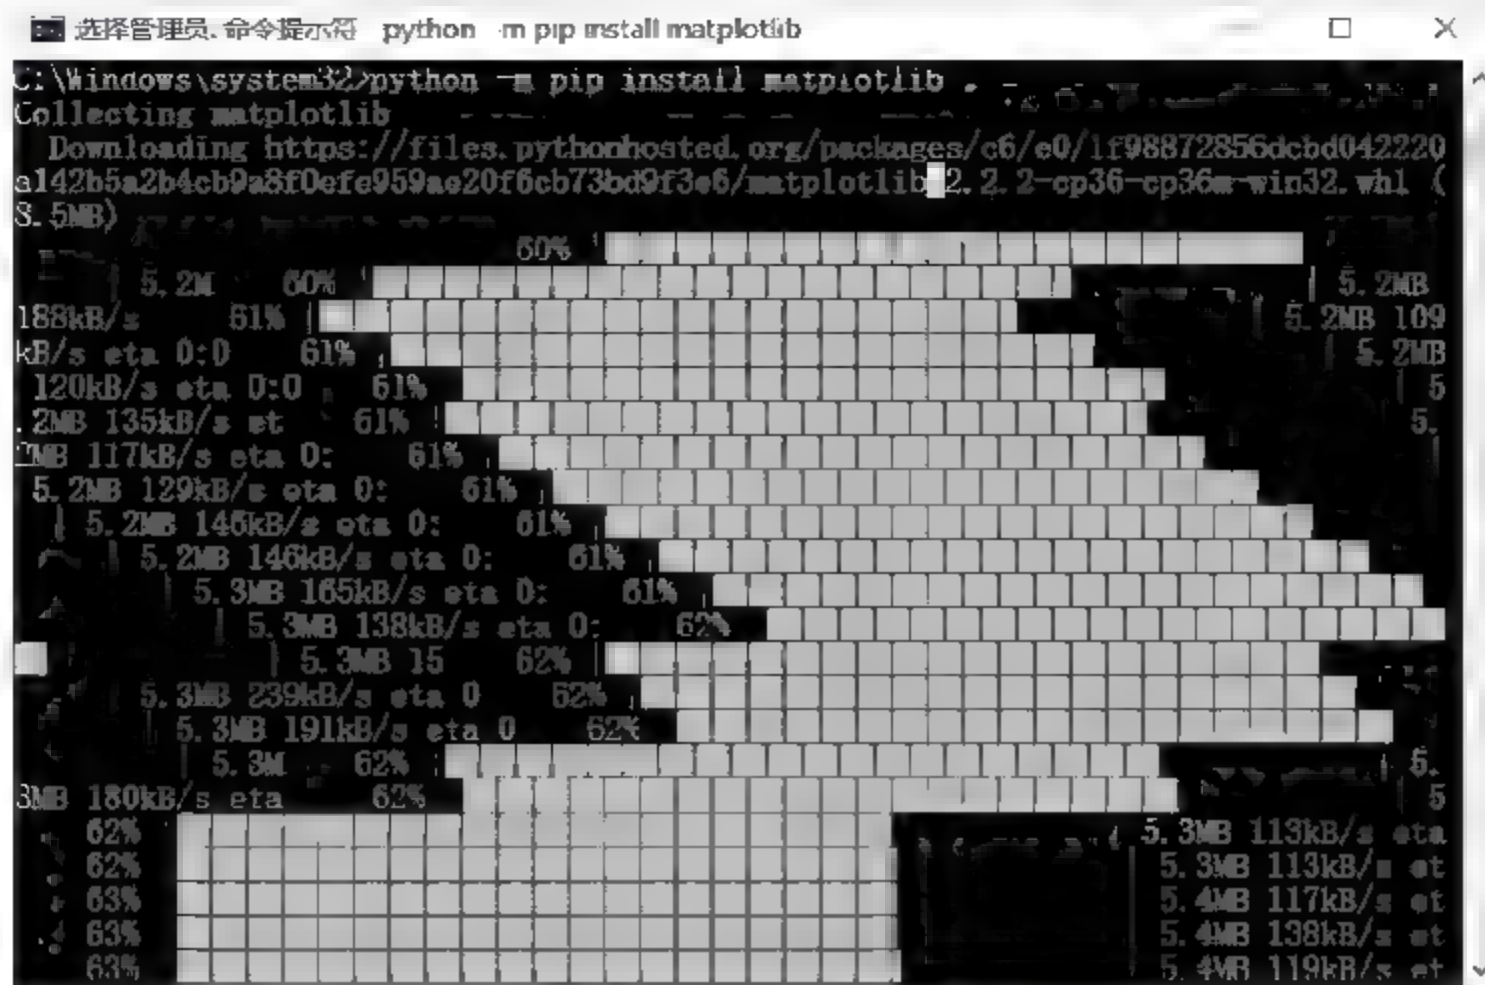 选择管理员: 命令提示符 python -m pip install matplotlib
C:\Windows\system32>python -m pip install matplotlib
Collecting matplotlib
Downloading https://files.pythonhosted.org/packages/c6/e0/1f98872856dcbd042220
a142b5a2b4cb9a8f0efe959ae20f6cb73bd9f3e6/matplotlib-2.2.2-cp36-cp36m-win32.whl (
8.5MB)
60%
5.2M 60% | 5.2MB
188kB/s 61% | 5.2MB 109
kB/s eta 0:0 61% | 5.2MB
120kB/s eta 0:0 61% | 5
.2MB 135kB/s et 61% 5.
2MB 117kB/s eta 0: 61% |
5.2MB 129kB/s eta 0: 61%
| 5.2MB 146kB/s eta 0: 61%
| 5.2MB 146kB/s eta 0: 61%
| 5.3MB 165kB/s eta 0: 61%
| 5.3MB 138kB/s eta 0: 62%
| 5.3MB 15 62% |
5.3MB 239kB/s eta 0 62% |
| 5.3MB 191kB/s eta 0 62%
| 5.3M 62% | 5.
3MB 180kB/s eta 62% 5
62% | 5.3MB 113kB/s eta
62% | 5.3MB 113kB/s et
63% | 5.4MB 117kB/s et
63% | 5.4MB 138kB/s et
63% 5.4MB 119kB/s et